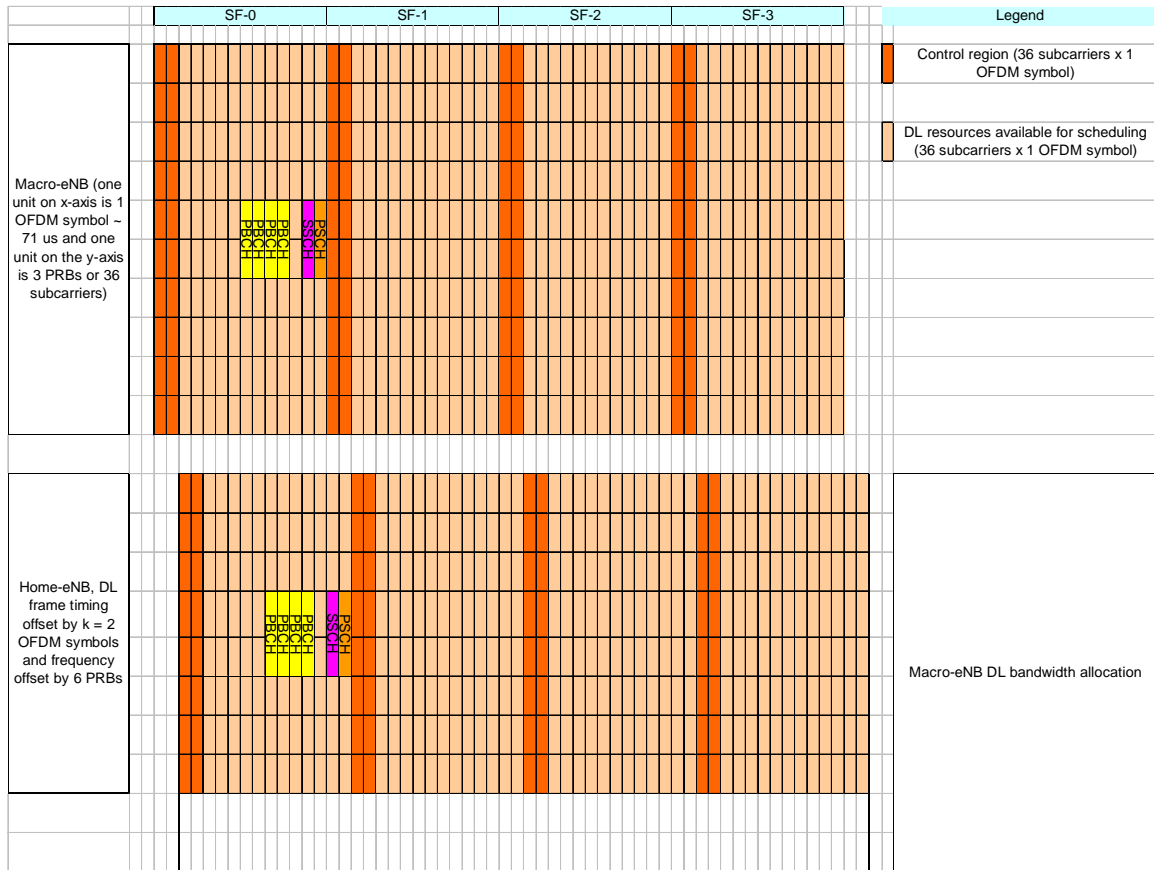 SF-0 SF-1 SF-2 SF-3 Legend
Control region (36 subcarriers x 1
OFDM symbol)
DL resources available for scheduling
(36 subcarriers x 1 OFDM symbol)
Macro-eNB (one
unit on x-axis is 1
OFDM symbol ~
71 us and one
unit on the y-axis
is 3 PRBs or 36
subcarriers)
PBCH
PBCH
PBCH
PBCH
SSCH
PSCH
Home-eNB, DL
frame timing
offset by k = 2
OFDM symbols
and frequency
offset by 6 PRBs
PBCH
PBCH
PBCH
PBCH
SSCH
PSCH
Macro-eNB DL bandwidth allocation